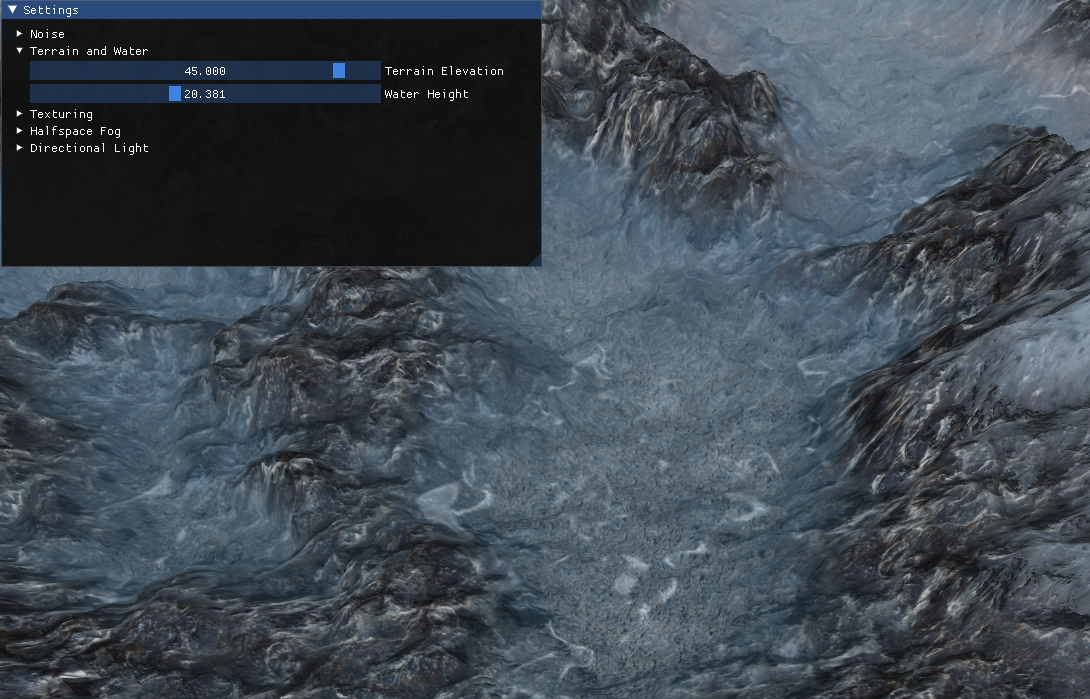 Settings
Noise
Terrain and Water
45.000 Terrain Elevation
20.381 Water Height
Texturing
Halfspace Fog
Directional Light